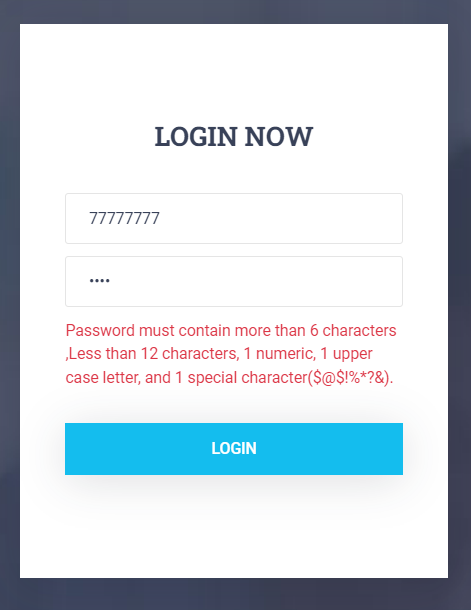 LOGIN NOW
77777777
••••
Password must contain more than 6 characters
,Less than 12 characters, 1 numeric, 1 upper
case letter, and 1 special character($@$!%*?&).
LOGIN